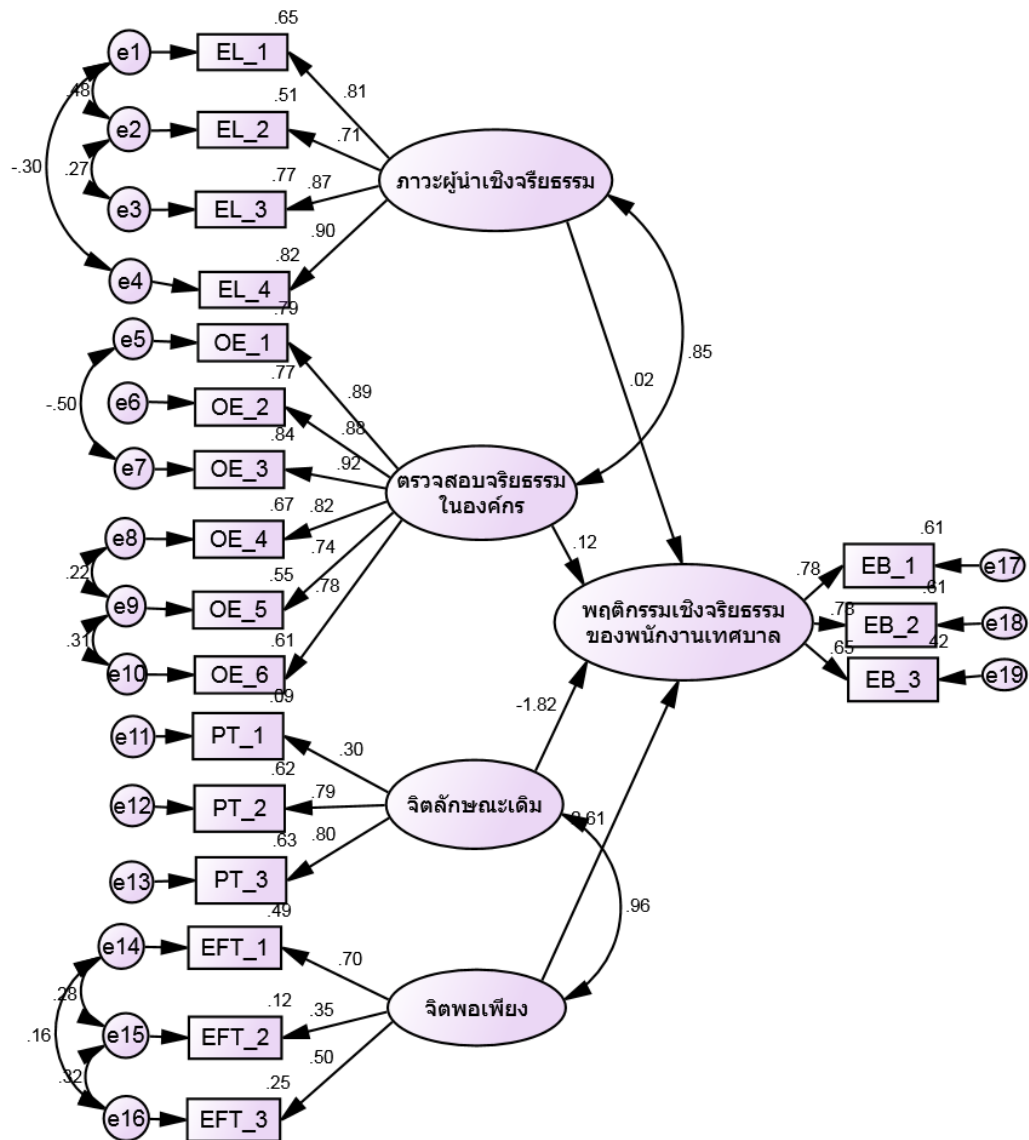 .65
e1
EL_1
.81
.48
.51
e2
EL_2
.71
-.30
.27
.77
.87
e3
EL_3
ภาวะผู้นำเชิงจริยธรรม
.90
.82
e4
EL_4
.79
e5
OE_1
.85
.02
.77
.89
e6
OE_2
-.50
.84
.88
.92
e7
OE_3
ตรวจสอบจริยธรรม
ในองค์กร
.67
.82
e8
OE_4
.74
.12
.22
.55
.78
e9
OE_5
.31
.61
e10
OE_6
.09
.61
EB_1
e17
.78
.61
พฤติกรรมเชิงจริยธรรม
ของพนักงานเทศบาล
.78
EB_2
e18
.65
.42
EB_3
e19
e11
PT_1
.30
-1.82
.62
e12
PT_2
.79
จิตลักษณะเดิม
.63
.80
e13
PT_3
.61
.49
.96
e14
EFT_1
.70
.28
.12
.35
.16
e15
EFT_2
จิตพอเพียง
.32
.50
.25
e16
EFT_3